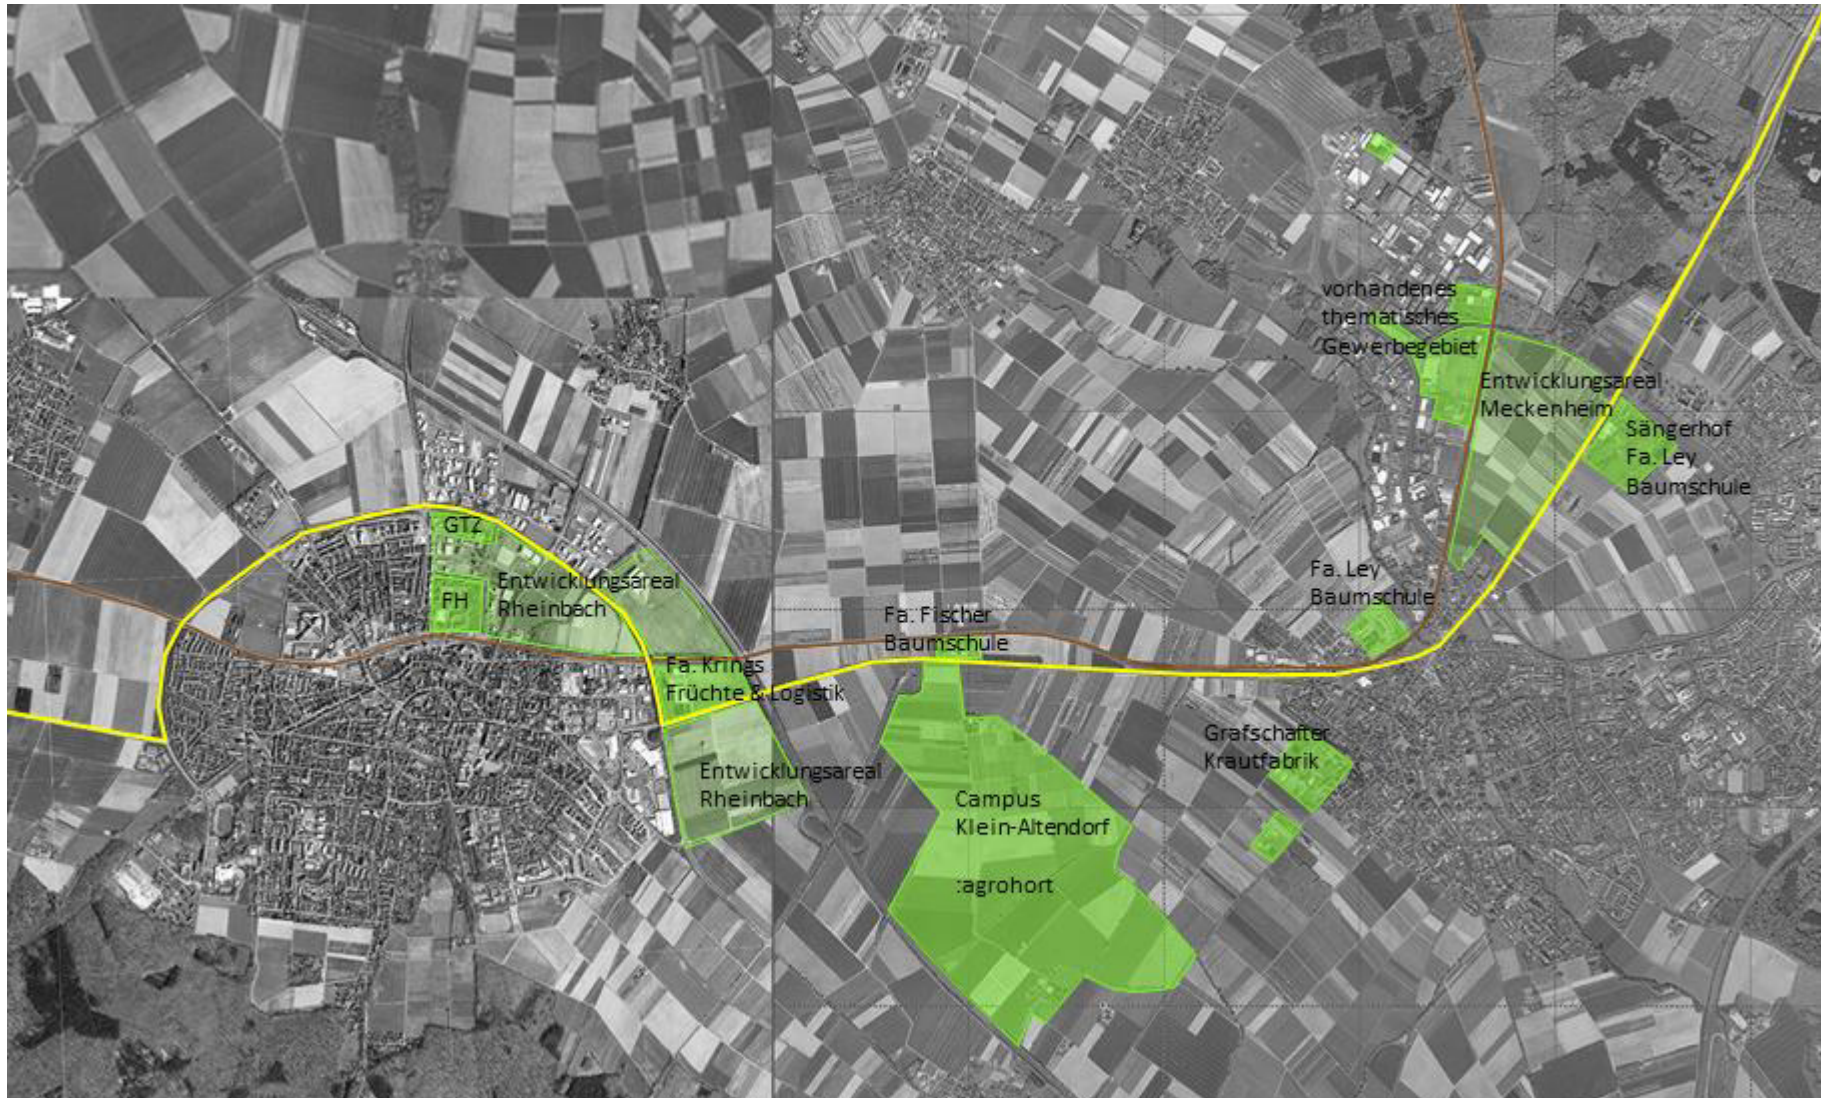 vorhandenes
thematisches
Gewerbegebiet
Entwicklungsareal
Meckenheim
Sängerhof
Fa. Ley
Baumschule
GTZ
FH
Entwicklungsareal
Rheinbach
Fa. Ley
Baumschule
Fa. Fischer
Baumschule
Fa. Krings
Früchte & Logistik
Entwicklungsareal
Rheinbach
Grafschafter
Krautfabrik
Campus
Klein-Altendorf
:agrohort